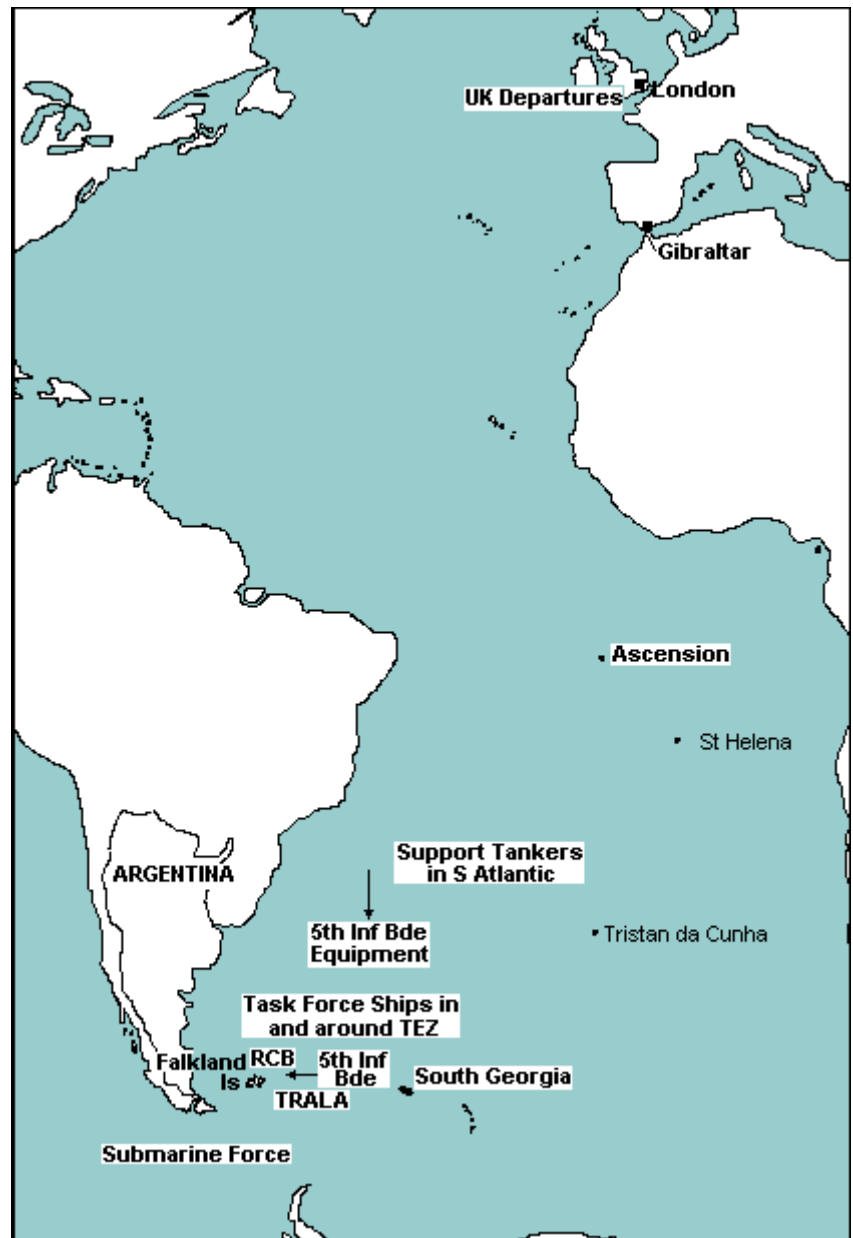 UK Departures
London
Gibraltar
Ascension
St Helena
ARGENTINA
Support Tankers
in S Atlantic
5th Inf Bde
Equipment
Tristan da Cunha
Task Force Ships in
and around TEZ
Falkland
Is
RCB
5th Inf
Bde
South Georgia
TRALA
Submarine Force